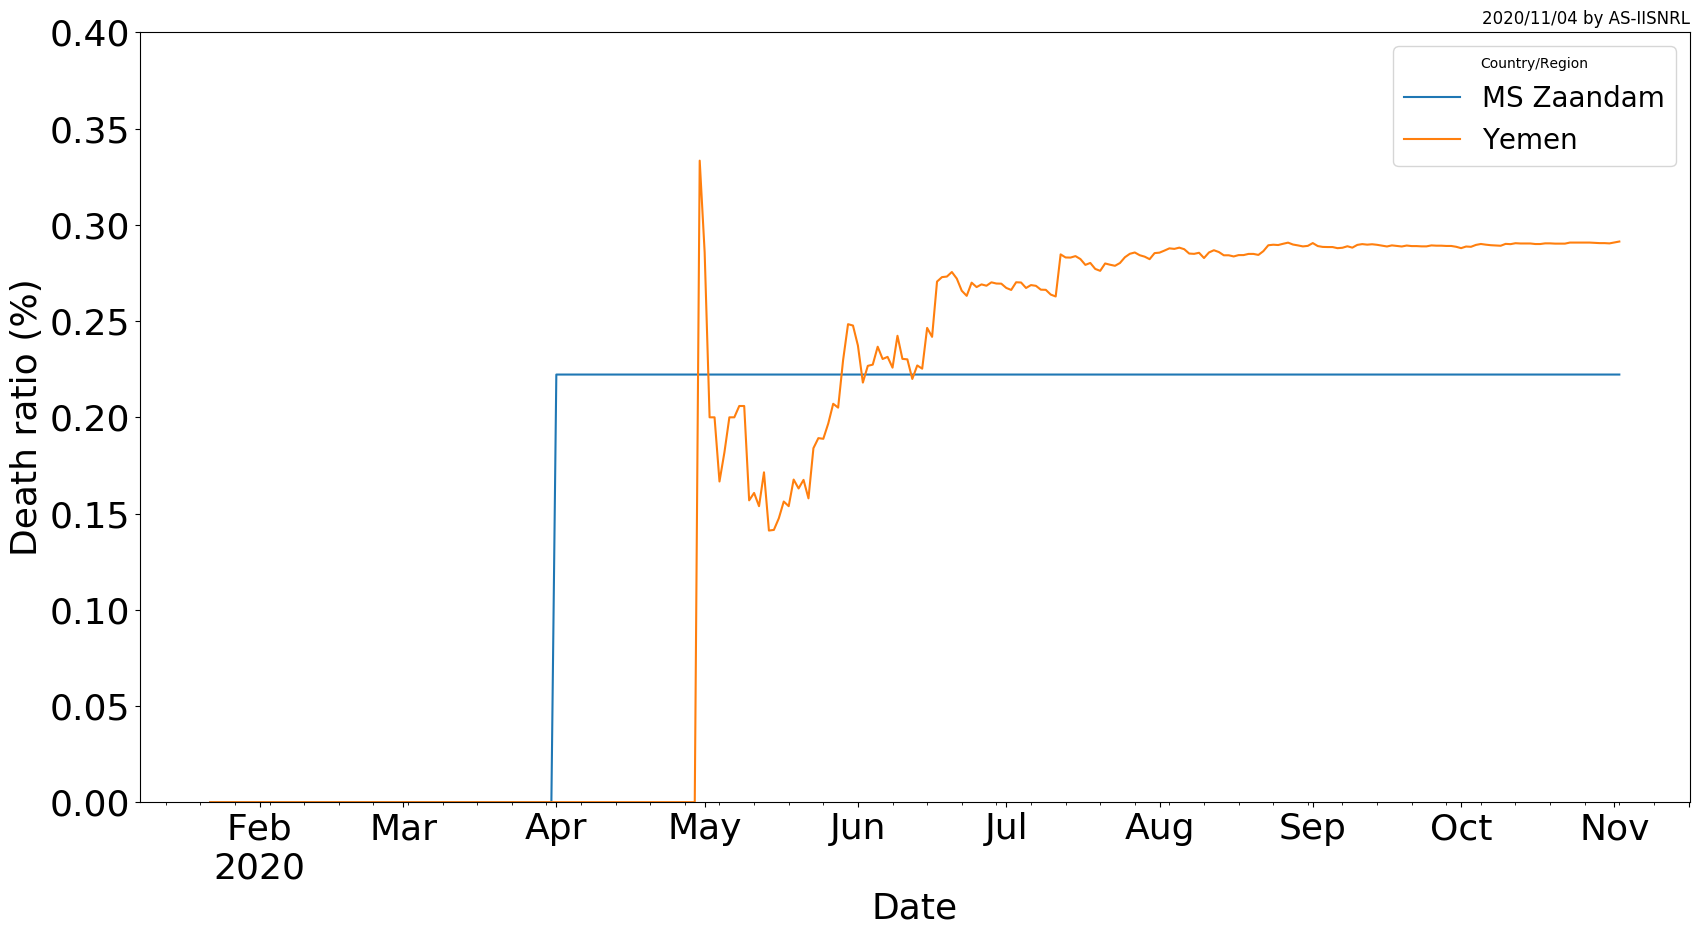 2020/11/04 by AS-IISNRL
Country/Region
MS Zaandam
Yemen
Death ratio (%)
0.40
0.35
0.30
0.25
0.20
0.15
0.10
0.05
0.00
Feb Mar Apr May Jun Jul Aug Sep Oct Nov
2020
Date